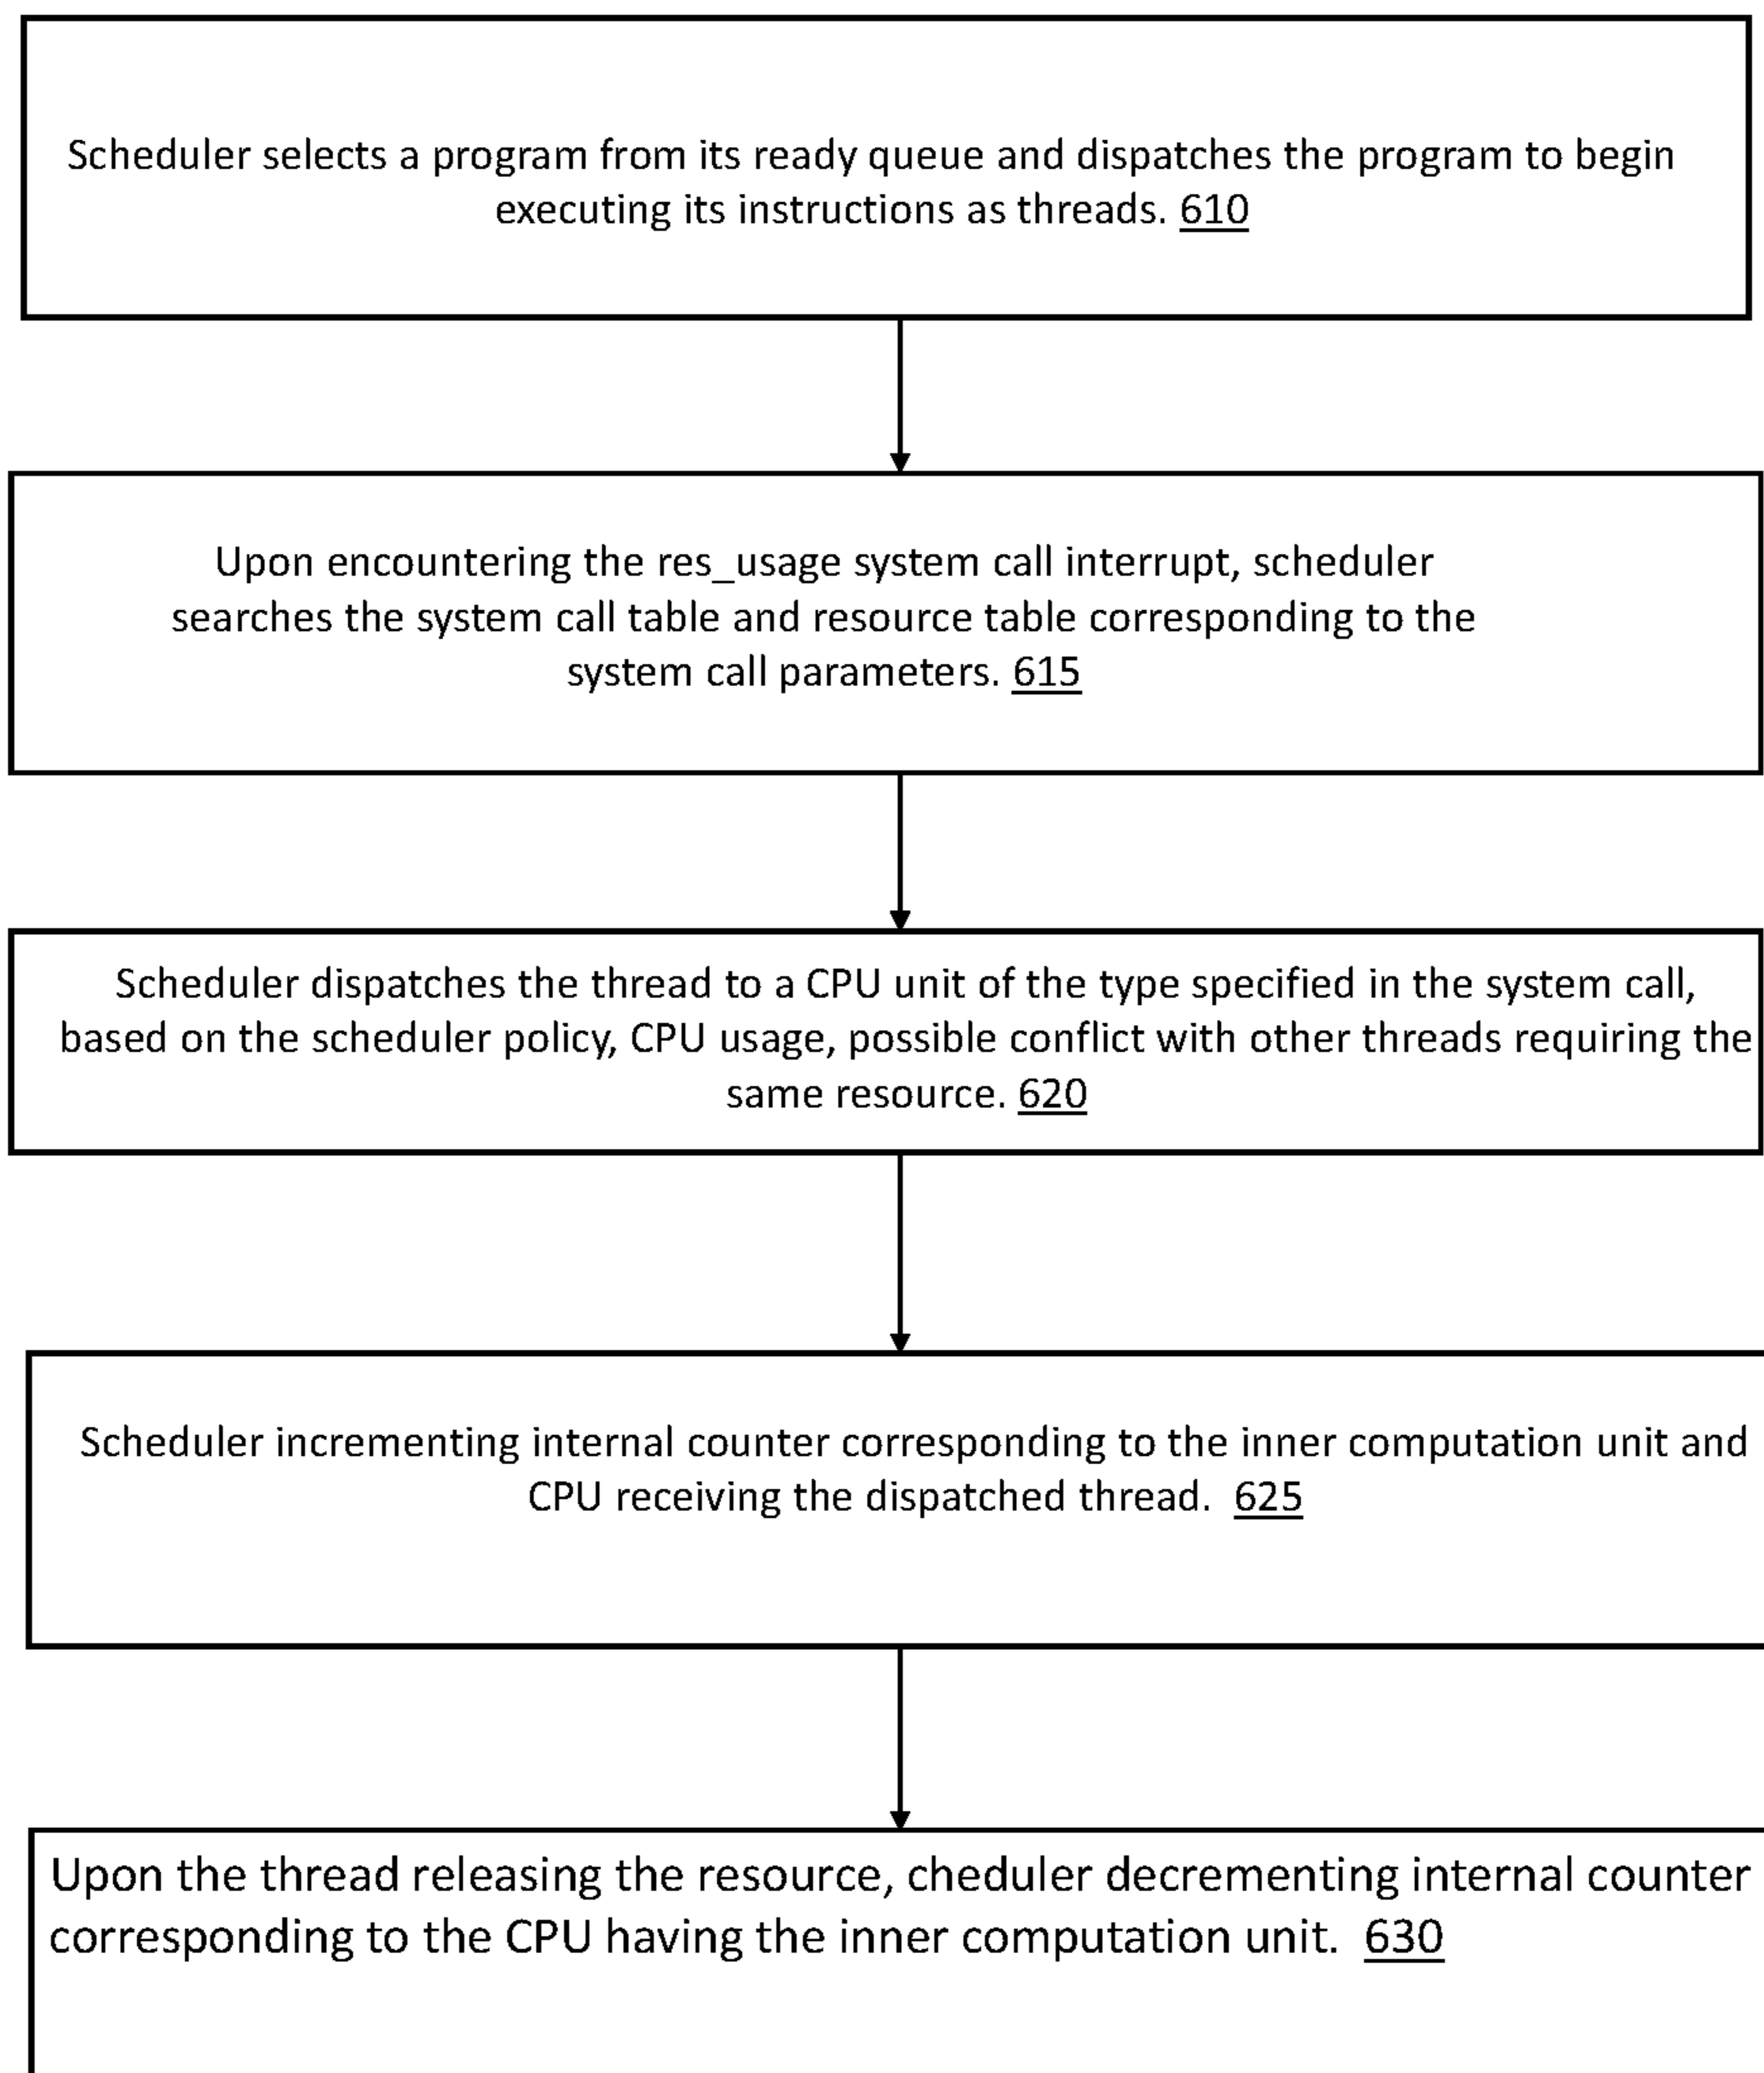 Scheduler selects a program from its ready queue and dispatches the program to begin
executing its instructions as threads. 610
Upon encountering the res_usage system call interrupt, scheduler
searches the system call table and resource table corresponding to the
system call parameters. 615
Scheduler dispatches the thread to a CPU unit of the type specified in the system call,
based on the scheduler policy, CPU usage, possible conflict with other threads requiring the
same resource. 620
Scheduler incrementing internal counter corresponding to the inner computation unit and
CPU receiving the dispatched thread. 625
Upon the thread releasing the resource, cheduler decrementing internal counter
corresponding to the CPU having the inner computation unit. 630